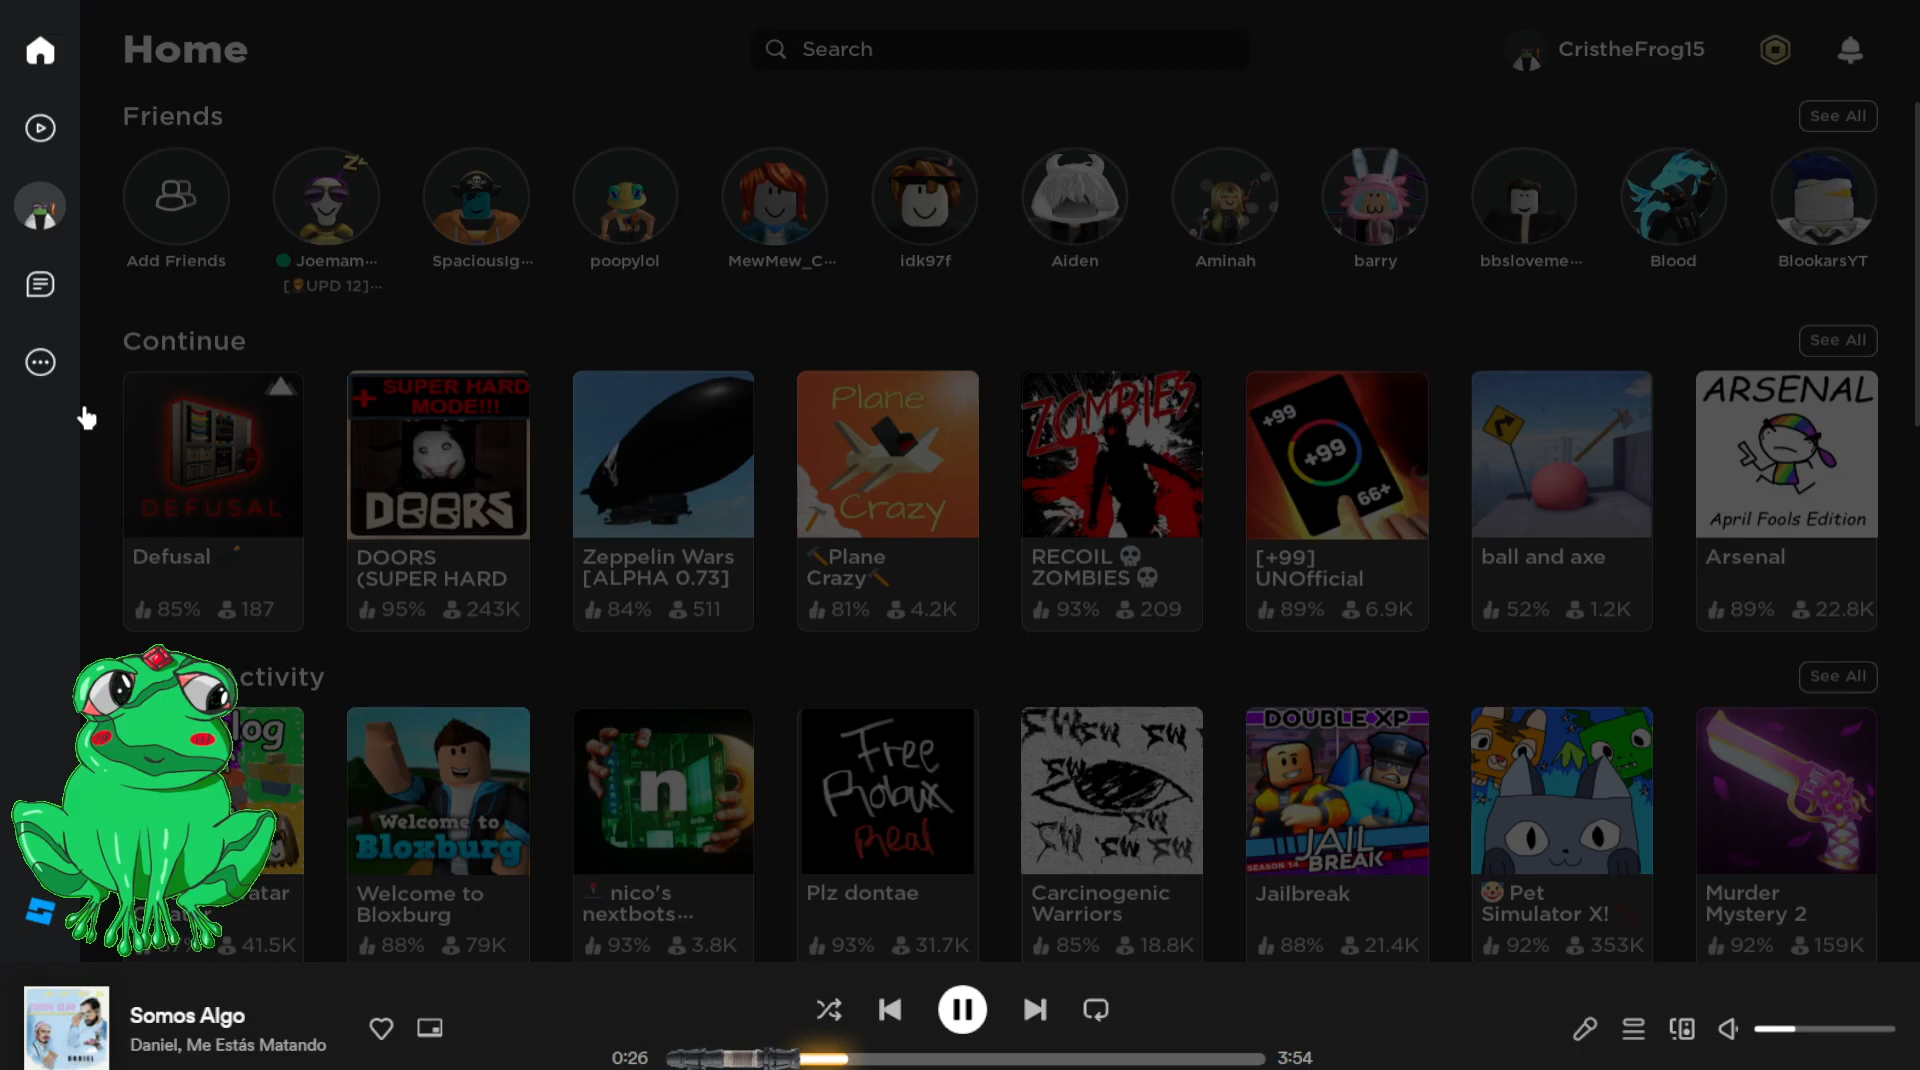 Home
Search
CristheFrog15
Friends
See All
Add Friends
Joemam...
SpaciousIg...
poopylol
MewMew_C...
idk97f
Aiden
Aminah
barry
bbsloveme...
Blood
BlookarsYT
[UPD 12]...
Continue
See All
DEFUSAL
SUPER HARD
MODE!!!
DOORS
Plane
Crazy
ZOMBIES
+99
+99
66+
ARSENAL
April Fools Edition
Defusal
DOORS
(SUPER HARD
Zeppelin Wars
[ALPHA 0.73]
Plane
Crazy
RECOIL
ZOMBIES
[+99]
UNOfficial
ball and axe
Arsenal
85% 187
95% 243K
84% 511
81% 4.2K
93% 209
89% 6.9K
52% 1.2K
89% 22.8K
ctivity
See All
log
Welcome to
Bloxburg
n
Free
Robux
Real
DOUBLE XP
JAIL
BREAK
SEASON 14
atar
Welcome to
Bloxburg
nico's
nextbots...
Plz dontae
Carcinogenic
Warriors
Jailbreak
Pet
Simulator X!
Murder
Mystery 2
41.5K
88% 79K
93% 3.8K
93% 31.7K
85% 18.8K
88% 21.4K
92% 353K
92% 159K
Somos Algo
Daniel, Me Estás Matando
DANIEL
0:26
3:54